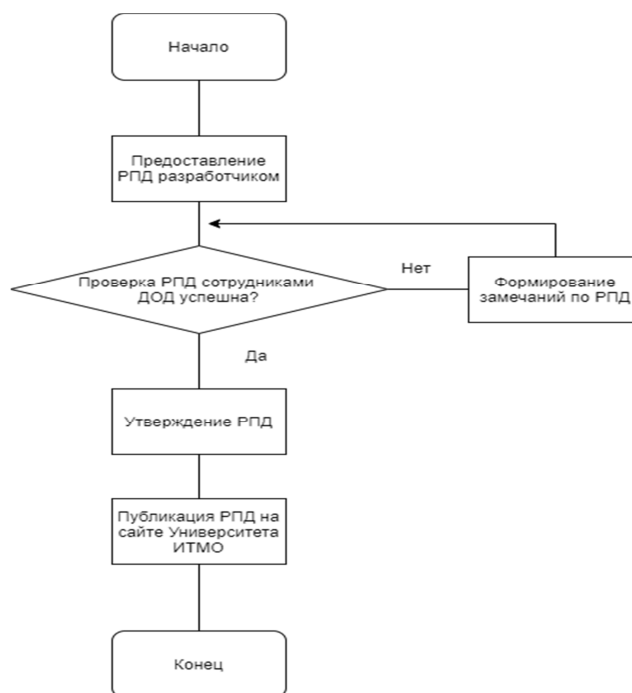 Начало
Предоставление
РПД разработчиком
Проверка РПД сотрудниками
ДОД успешна?
Нет
Формирование
замечаний по РПД
Да
Утверждение РПД
Публикация РПД на
сайте Университета
ИТМО
Конец